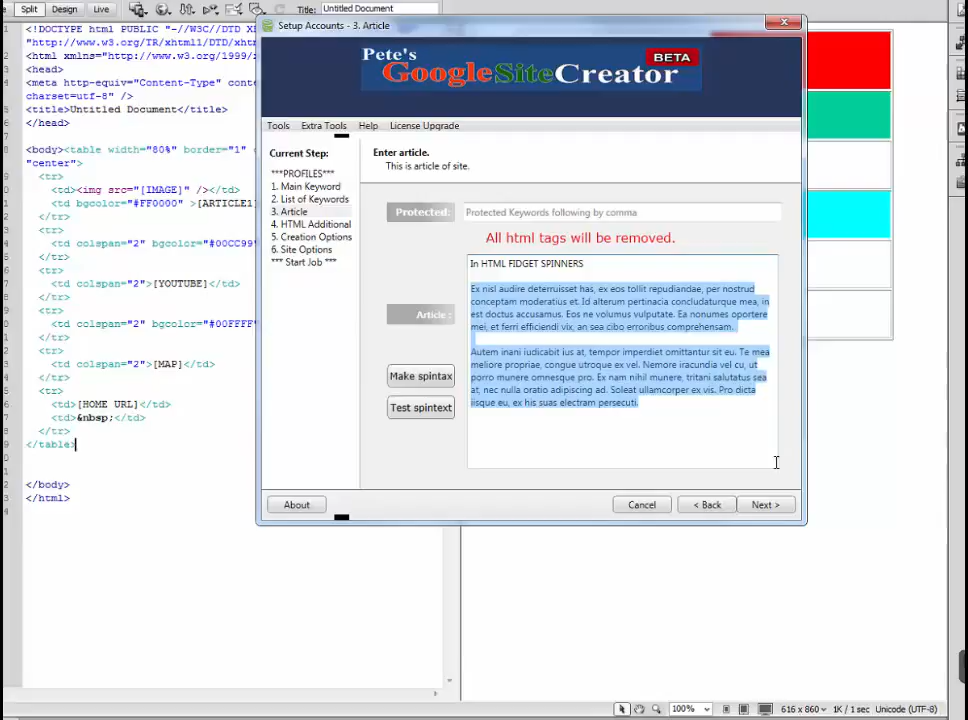 Split Design Live Title: Untitled Document
<!DOCTYPE html PUBLIC "-//W3C//DTD
"http://www.w3.org/TR/xhtml1/DTD/
<html xmlns="http://www.w3.org/1999/
<head>
<meta http-equiv="Content-Type"
charset=utf-8" />
<title>Untitled Document</title>
</head>
<body><table width="80%" border="1"
"center">
<tr>
<td><img src="[IMAGE]" /></td>
<td bgcolor="#FF0000" >[ARTICLE1]
</tr>
<tr>
<td colspan="2" bgcolor="#00CC99"
</tr>
<tr>
<td colspan="2">[YOUTUBE]</td>
</tr>
<tr>
<td colspan="2" bgcolor="#00FFFF"
</tr>
<tr>
<td colspan="2">[MAP]</td>
</tr>
<tr>
<td>[HOME URL]</td>
<td>&nbsp;</td>
</tr>
</table>
</body>
</html>
Setup Accounts - 3. Article
Pete's
GoogleSiteCreator
BETA
Tools Extra Tools Help License Upgrade
Current Step:
***PROFILES***
1. Main Keyword
2. List of Keywords
3. Article
4. HTML Additional
5. Creation Options
6. Site Options
*** Start Job ***
Enter article.
This is article of site.
Protected: Protected Keywords following by comma
All html tags will be removed.
Article :
In HTML FIDGET SPINNERS
Ex nisl audire deterruisset has, ex eos tollit repudiandae, per nostrud
conceptam moderatius et. Id alterum pertinacia concludaturque mea, in
est doctus accusamus. Eos ne volumus vulputate. Ea nonumes oportere
mei, et ferri efficiendi vix, an sea cibo erroribus comprehensam.
Autem inani iudicabit ius at, tempor imperdiet omittantur sit eu. Te mea
meliore propriae, congue utroque ex vel. Nemore iracundia vel cu, ut
porro munere omnesque pro. Ex nam nihil munere, tritani salutatus sea
at, nec nulla oratio adipiscing ad. Soleat ullamcorper ex vis. Pro dicta
iisque eu, ex his suas electram persecuti.
Make spintax
Test spintext
About Cancel < Back Next >
100% 616 x 860 1K / 1 sec Unicode (UTF-8)